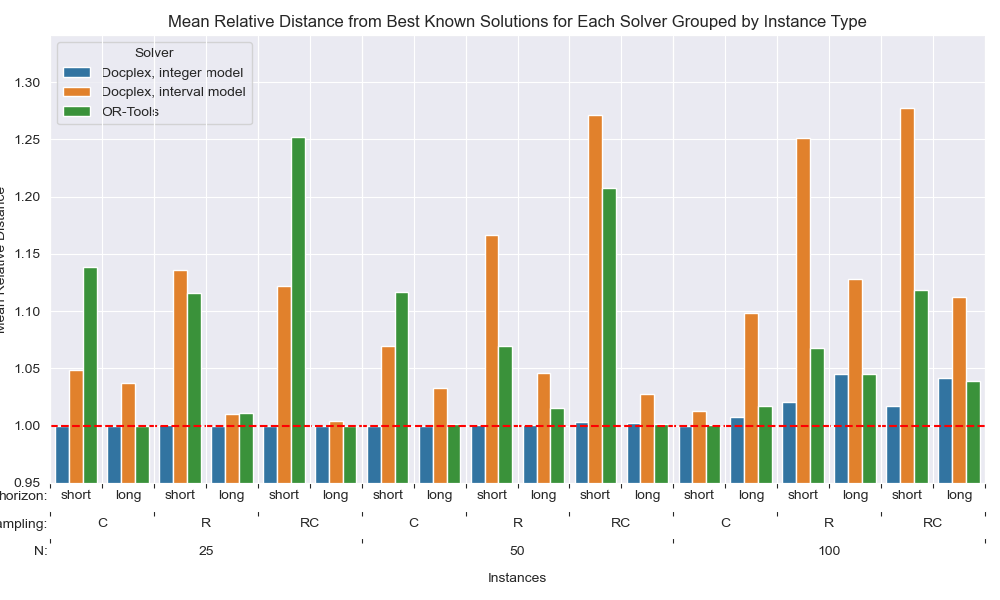 Mean Relative Distance from Best Known Solutions for Each Solver Grouped by Instance Type
Solver
Docplex, integer model
Docplex, interval model
OR-Tools
Mean Relative Distance
1.30
1.25
1.20
1.15
1.10
1.05
1.00
0.95
horizon: short long short long short long short long short long short long short long short long short long
ampling: C R RC C R RC C R RC
N: 25 50 100
Instances